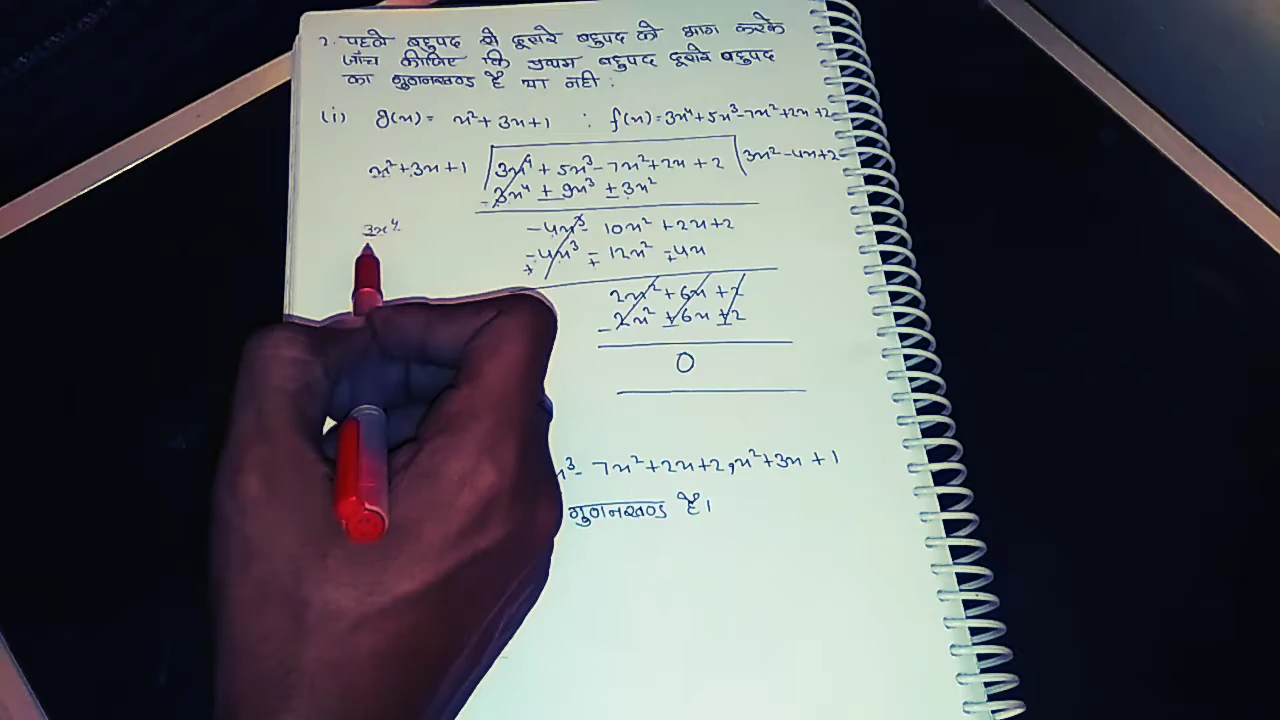 2. पहले बहुपद से दूसरे बहुपद को भाग करके
जाँच कीजिए कि प्रथम बहुपद दूसरे बहुपद
का गुणनखण्ड है या नही :
(i) g(x) = x²+3x+1 ; f(x)=3x⁴+5x³-7x²+2x+2
x²+3x+1 3x⁴+5x³-7x²+2x+2 (3x²-4x+2
-3x⁴±9x³±3x²
3x⁴ -4x³-10x²+2x+2
-4x³-12x²-4x
+ + +
2x²+6x+2
-2x²±6x±2
0
x³-7x²+2x+2, x²+3x+1
गुणनखण्ड है।